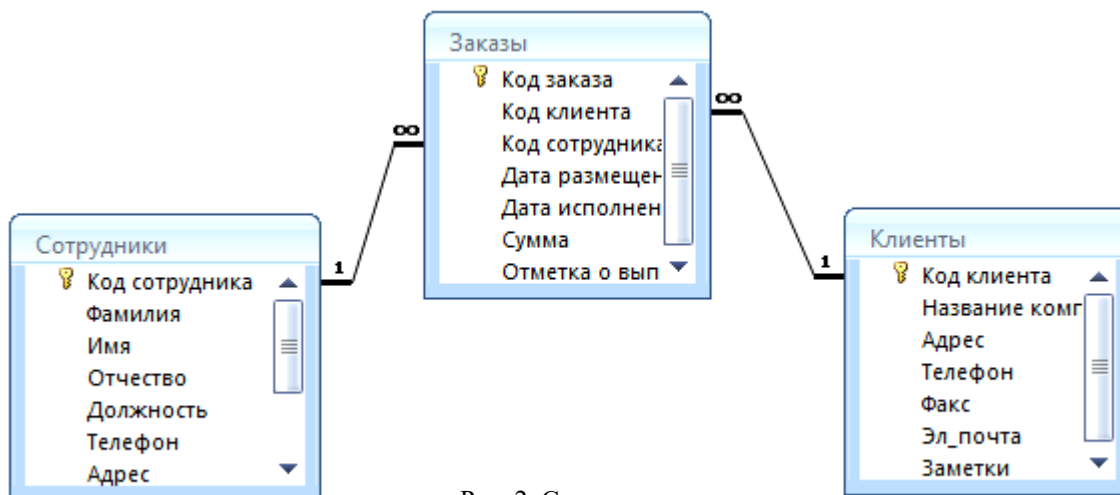 Заказы
Код заказа
Код клиента
Код сотрудника
Дата размещен
Дата исполнен
Сумма
Отметка о вып
∞
∞
1
1
Сотрудники
Код сотрудника
Фамилия
Имя
Отчество
Должность
Телефон
Адрес
Клиенты
Код клиента
Название комп
Адрес
Телефон
Факс
Эл_почта
Заметки